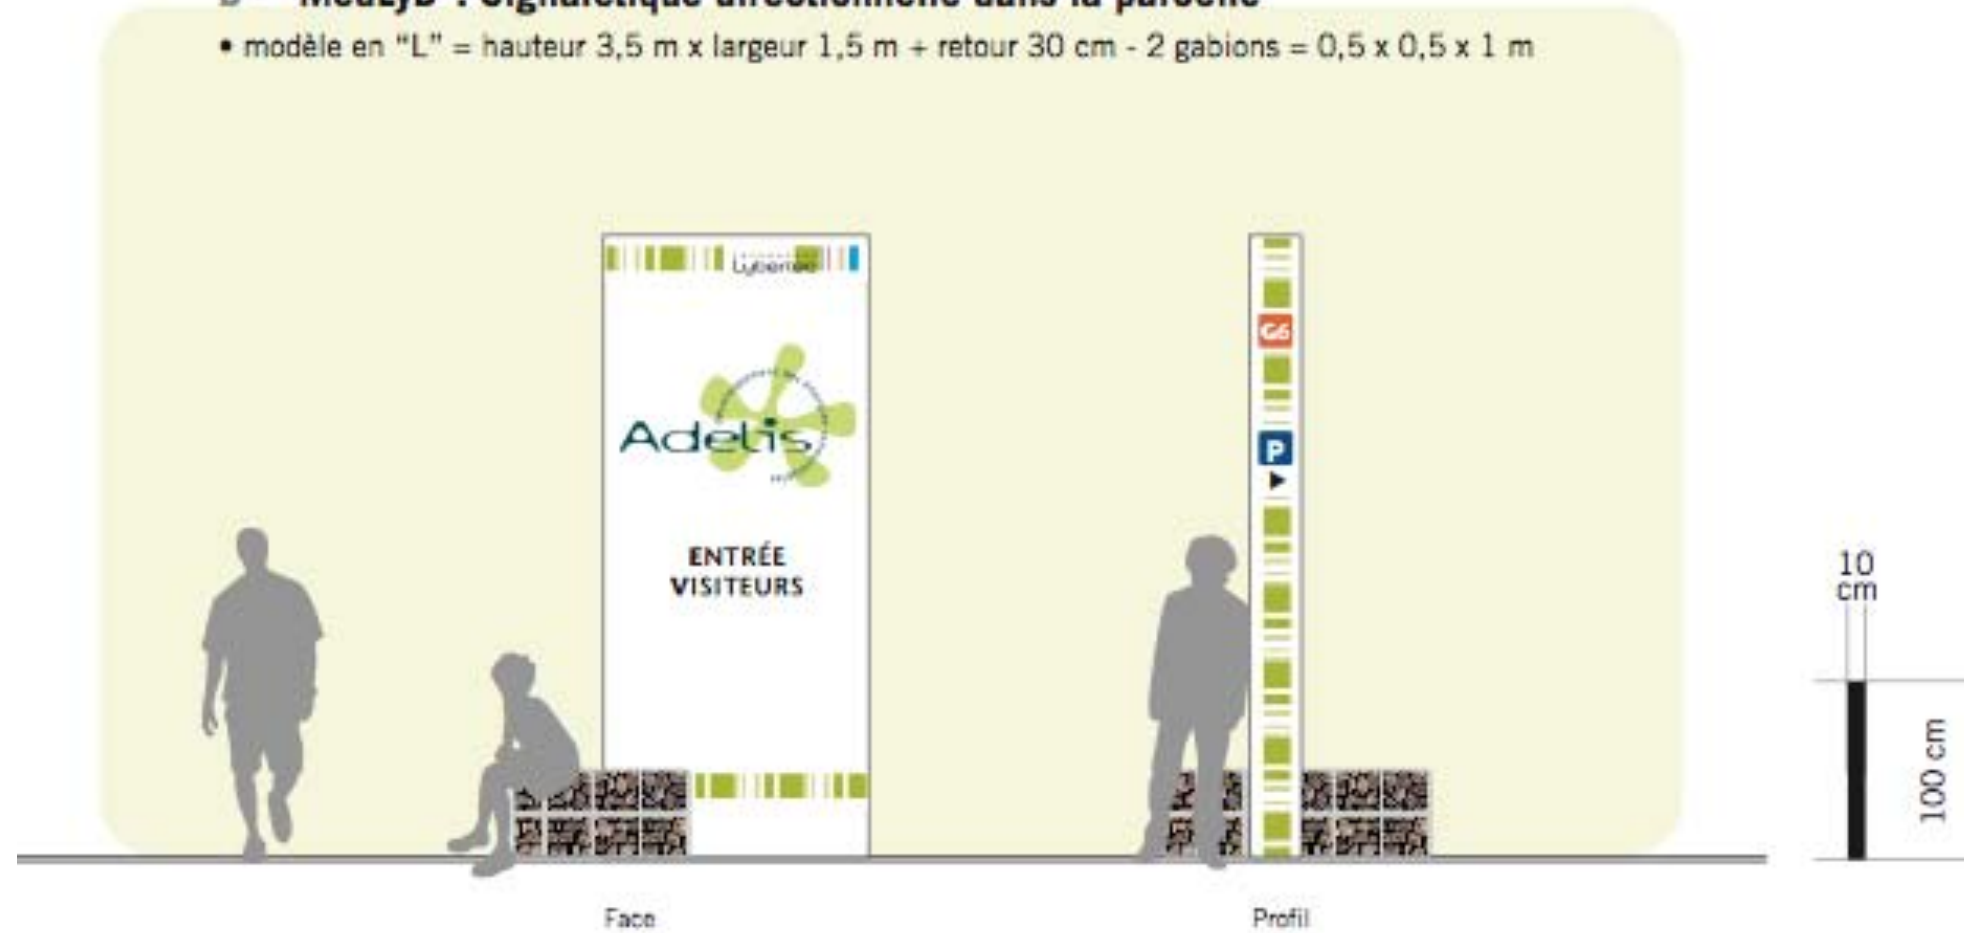 • modèle en “L” = hauteur 3,5 m x largeur 1,5 m + retour 30 cm - 2 gabions = 0,5 x 0,5 x 1 m
Adelis
ENTRÉE
VISITEURS
G6
P
10
cm
100 cm
Face
Profil